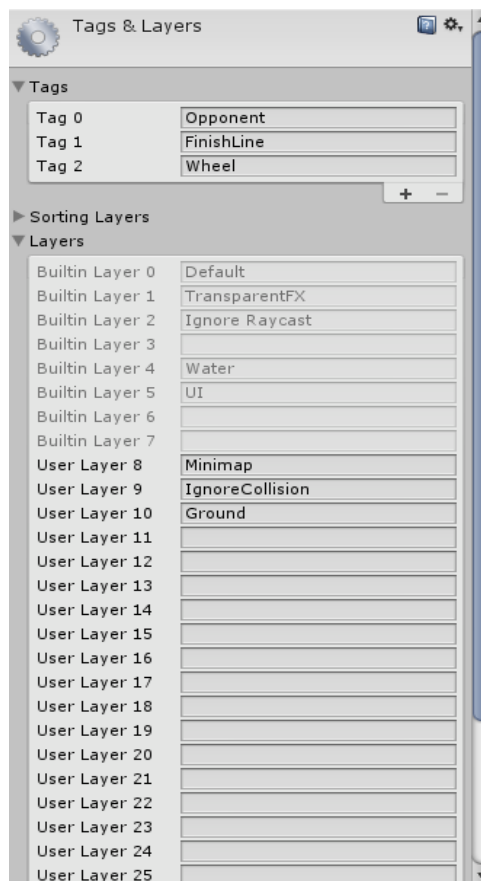 Tags & Layers
Tags
Tag 0 Opponent
Tag 1 FinishLine
Tag 2 Wheel
+ −
Sorting Layers
Layers
Builtin Layer 0 Default
Builtin Layer 1 TransparentFX
Builtin Layer 2 Ignore Raycast
Builtin Layer 3
Builtin Layer 4 Water
Builtin Layer 5 UI
Builtin Layer 6
Builtin Layer 7
User Layer 8 Minimap
User Layer 9 IgnoreCollision
User Layer 10 Ground
User Layer 11
User Layer 12
User Layer 13
User Layer 14
User Layer 15
User Layer 16
User Layer 17
User Layer 18
User Layer 19
User Layer 20
User Layer 21
User Layer 22
User Layer 23
User Layer 24
User Layer 25